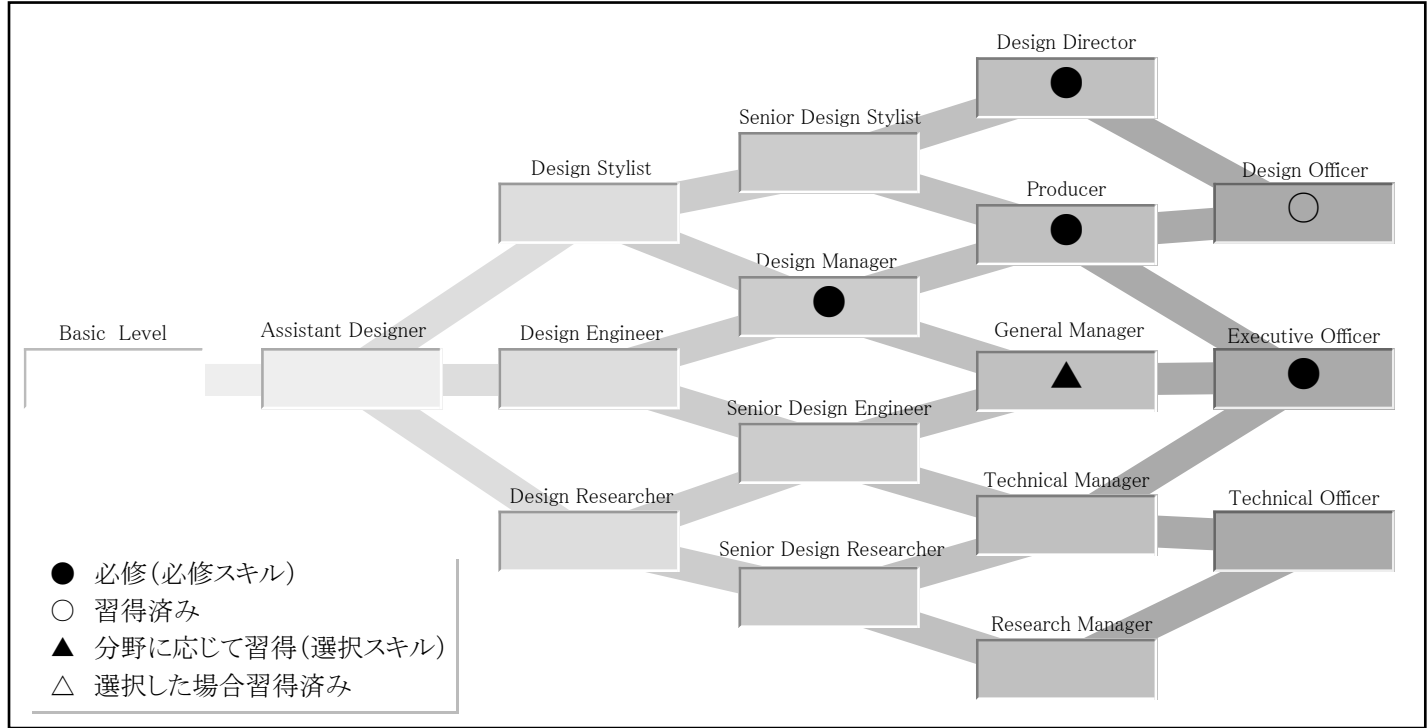 Design Director
Senior Design Stylist
Design Stylist
Design Officer
Producer
Design Manager
Basic Level
Assistant Designer
Design Engineer
General Manager
Executive Officer
Senior Design Engineer
Design Researcher
Technical Manager
Technical Officer
Senior Design Researcher
Research Manager
● 必修(必修スキル)
○ 習得済み
▲ 分野に応じて習得(選択スキル)
△ 選択した場合習得済み